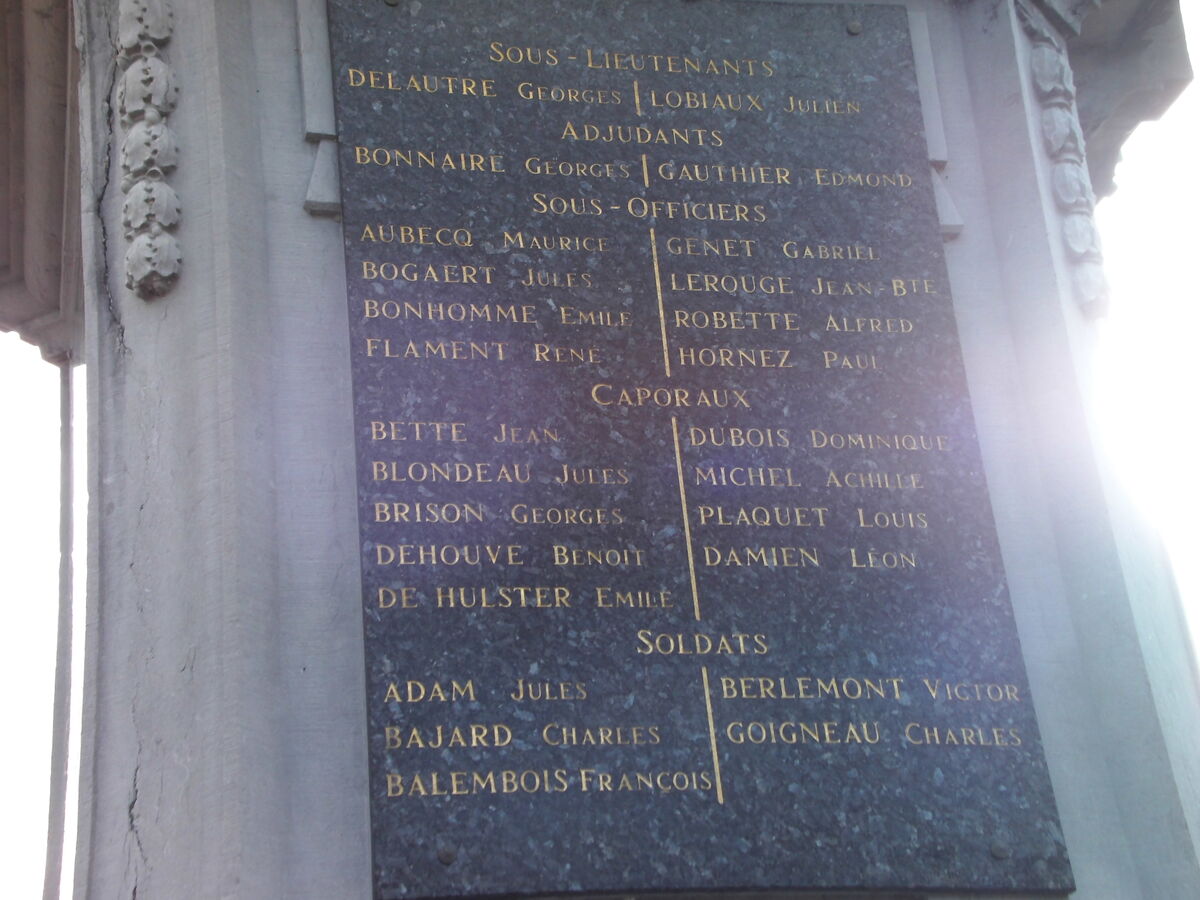 SOUS-LIEUTENANTS
DELAUTRE GEORGES LOBIAUX JULIEN
ADJUDANTS
BONNAIRE GEORGES GAUTHIER EDMOND
SOUS-OFFICIERS
AUBECQ MAURICE GENET GABRIEL
BOGAERT JULES LEROUGE JEAN-BTE
BONHOMME EMILE ROBETTE ALFRED
FLAMENT RENÉ HORNEZ PAUL
CAPORAUX
BETTE JEAN DUBOIS DOMINIQUE
BLONDEAU JULES MICHEL ACHILLE
BRISON GEORGES PLAQUET LOUIS
DEHOUVE BENOIT DAMIEN LÉON
DE HULSTER EMILE
SOLDATS
ADAM JULES BERLEMONT VICTOR
BAJARD CHARLES GOIGNEAU CHARLES
BALEMBOIS FRANÇOIS